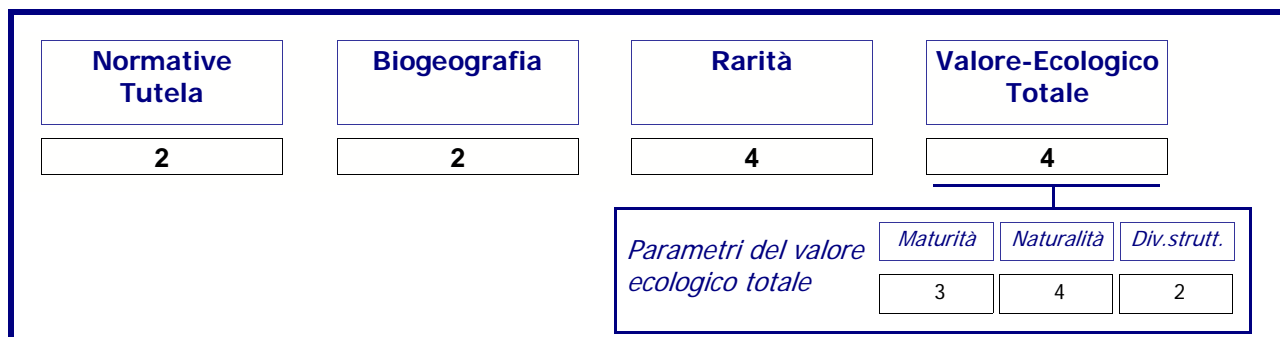 Normative
Tutela
Biogeografia
Rarità
Valore-Ecologico
Totale
2
2
4
4
Parametri del valore
ecologico totale
Maturità
Naturalità
Div.strutt.
3
4
2